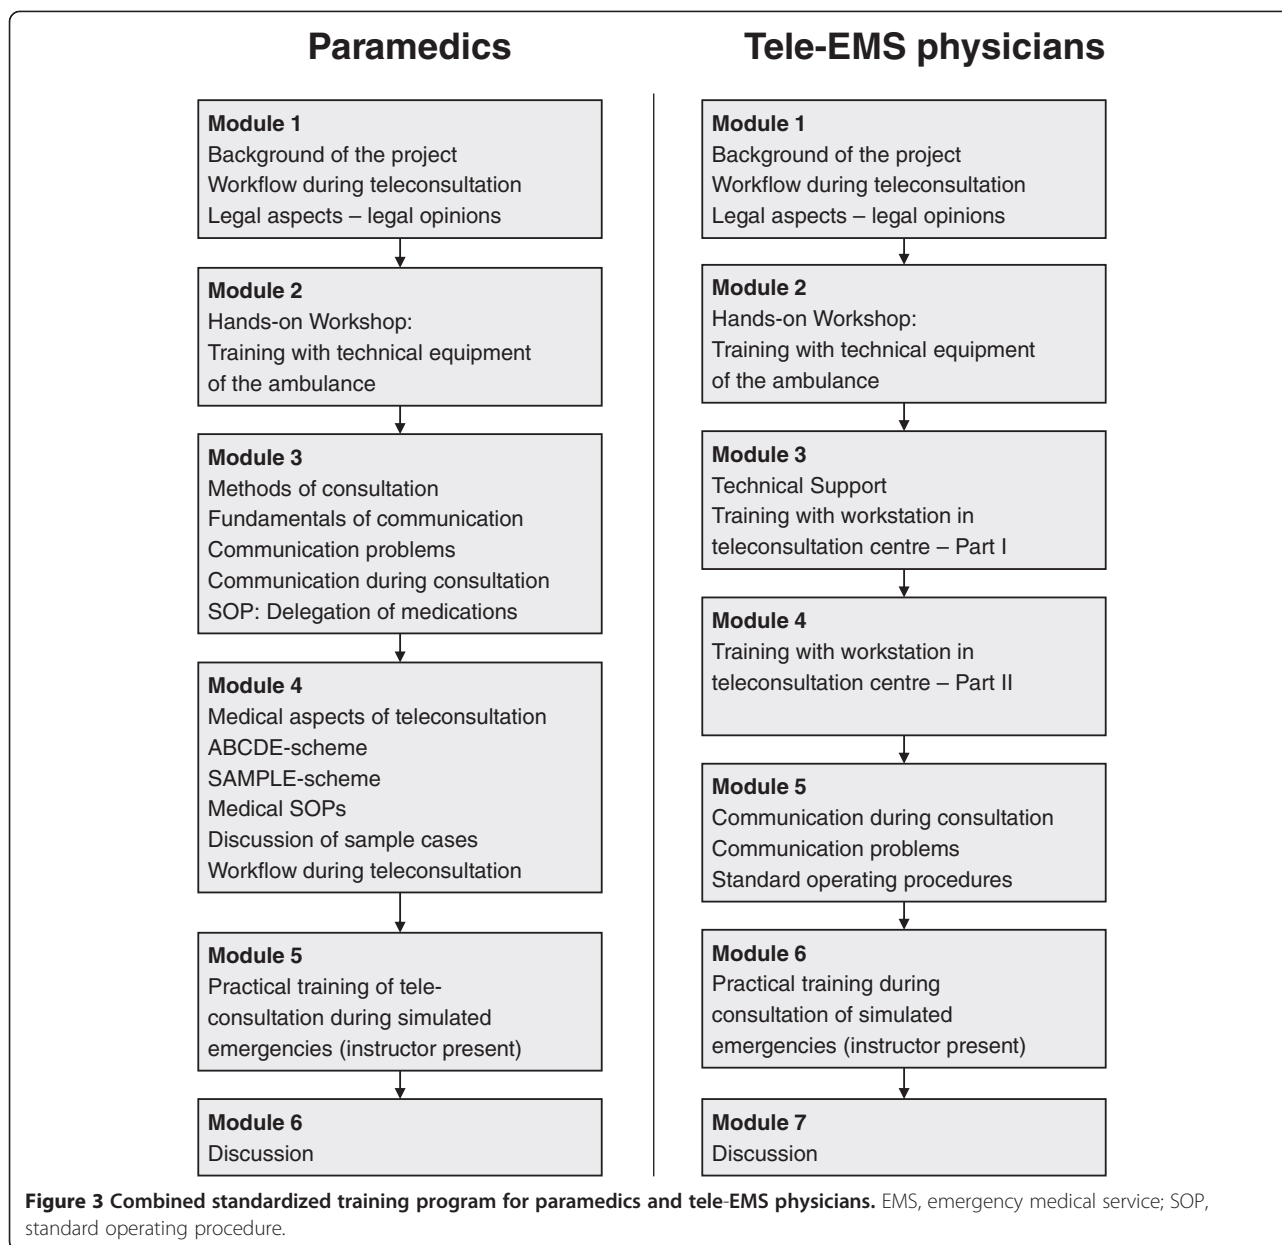 Paramedics
Module 1
Background of the project
Workflow during teleconsultation
Legal aspects – legal opinions
Module 2
Hands-on Workshop:
Training with technical equipment
of the ambulance
Module 3
Methods of consultation
Fundamentals of communication
Communication problems
Communication during consultation
SOP: Delegation of medications
Module 4
Medical aspects of teleconsultation
ABCDE-scheme
SAMPLE-scheme
Medical SOPs
Discussion of sample cases
Workflow during teleconsultation
Module 5
Practical training of tele-
consultation during simulated
emergencies (instructor present)
Module 6
Discussion
Tele-EMS physicians
Module 1
Background of the project
Workflow during teleconsultation
Legal aspects – legal opinions
Module 2
Hands-on Workshop:
Training with technical equipment
of the ambulance
Module 3
Technical Support
Training with workstation in
teleconsultation centre – Part I
Module 4
Training with workstation in
teleconsultation centre – Part II
Module 5
Communication during consultation
Communication problems
Standard operating procedures
Module 6
Practical training during
consultation of simulated
emergencies (instructor present)
Module 7
Discussion
Figure 3 Combined standardized training program for paramedics and tele-EMS physicians. EMS, emergency medical service; SOP,
standard operating procedure.